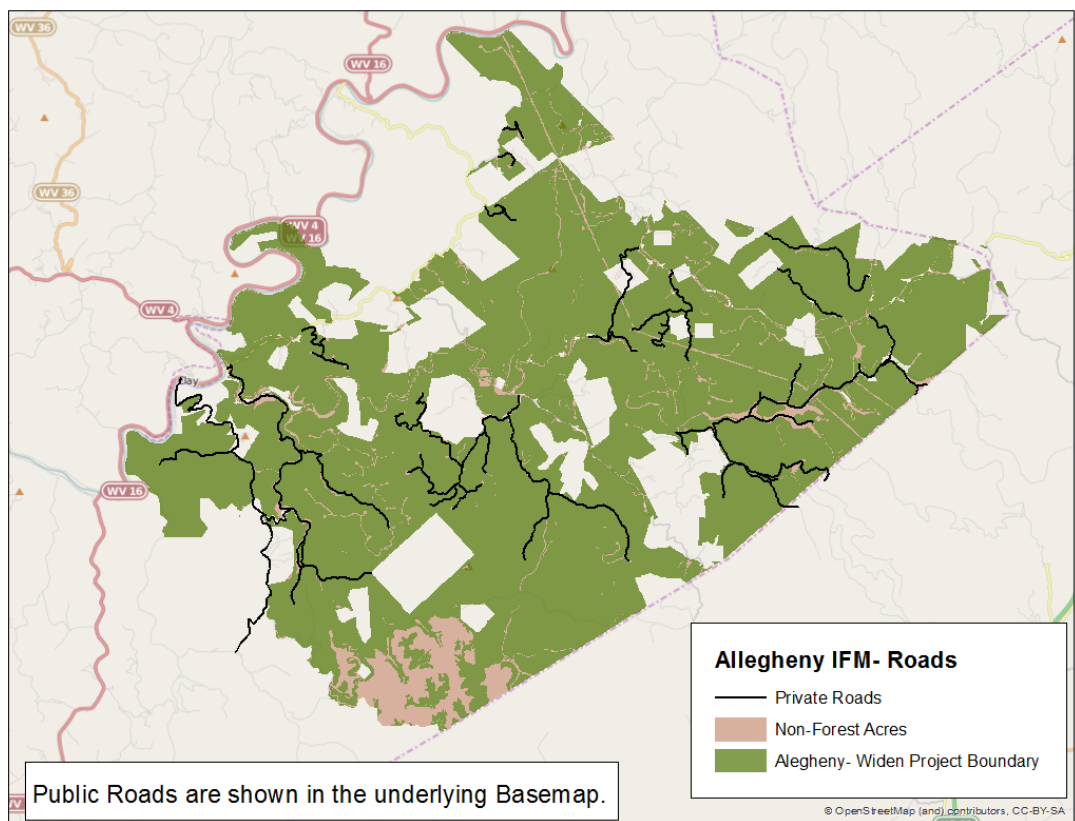 WV 36
WV 16
WV 36
WV 4
WV 16
WV 4
Bay
WV 16
Allegheny IFM- Roads
Private Roads
Non-Forest Acres
Alegheny- Widen Project Boundary
Public Roads are shown in the underlying Basemap.
© OpenStreetMap (and) contributors, CC-BY-SA